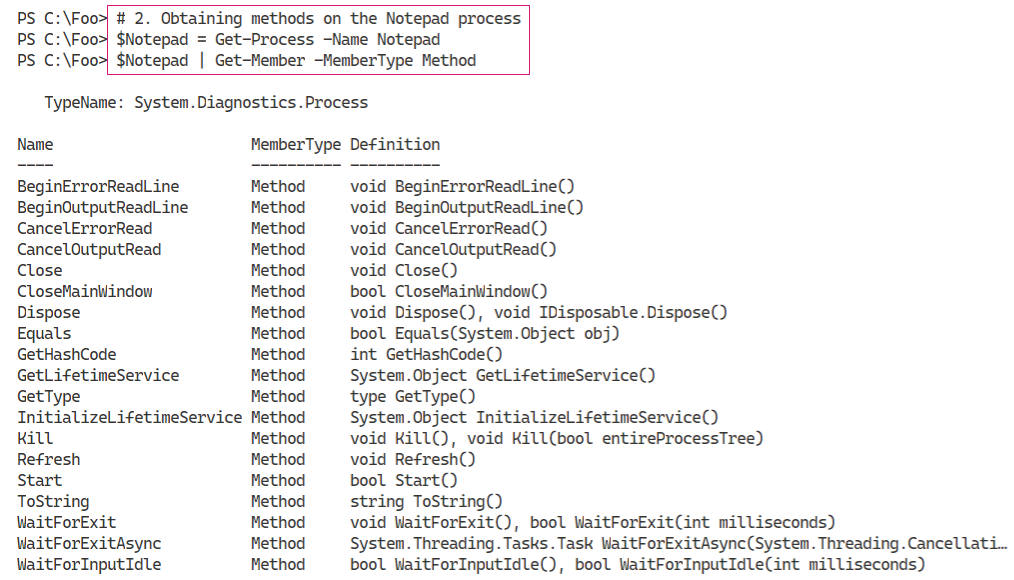 PS C:\Foo> # 2. Obtaining methods on the Notepad process
PS C:\Foo> $Notepad = Get-Process -Name Notepad
PS C:\Foo> $Notepad | Get-Member -MemberType Method
TypeName: System.Diagnostics.Process
Name MemberType Definition
---- ---------- ----------
BeginErrorReadLine Method void BeginErrorReadLine()
BeginOutputReadLine Method void BeginOutputReadLine()
CancelErrorRead Method void CancelErrorRead()
CancelOutputRead Method void CancelOutputRead()
Close Method void Close()
CloseMainWindow Method bool CloseMainWindow()
Dispose Method void Dispose(), void IDisposable.Dispose()
Equals Method bool Equals(System.Object obj)
GetHashCode Method int GetHashCode()
GetLifetimeService Method System.Object GetLifetimeService()
GetType Method type GetType()
InitializeLifetimeService Method System.Object InitializeLifetimeService()
Kill Method void Kill(), void Kill(bool entireProcessTree)
Refresh Method void Refresh()
Start Method bool Start()
ToString Method string ToString()
WaitForExit Method void WaitForExit(), bool WaitForExit(int milliseconds)
WaitForExitAsync Method System.Threading.Tasks.Task WaitForExitAsync(System.Threading.Cancellati…
WaitForInputIdle Method bool WaitForInputIdle(), bool WaitForInputIdle(int milliseconds)